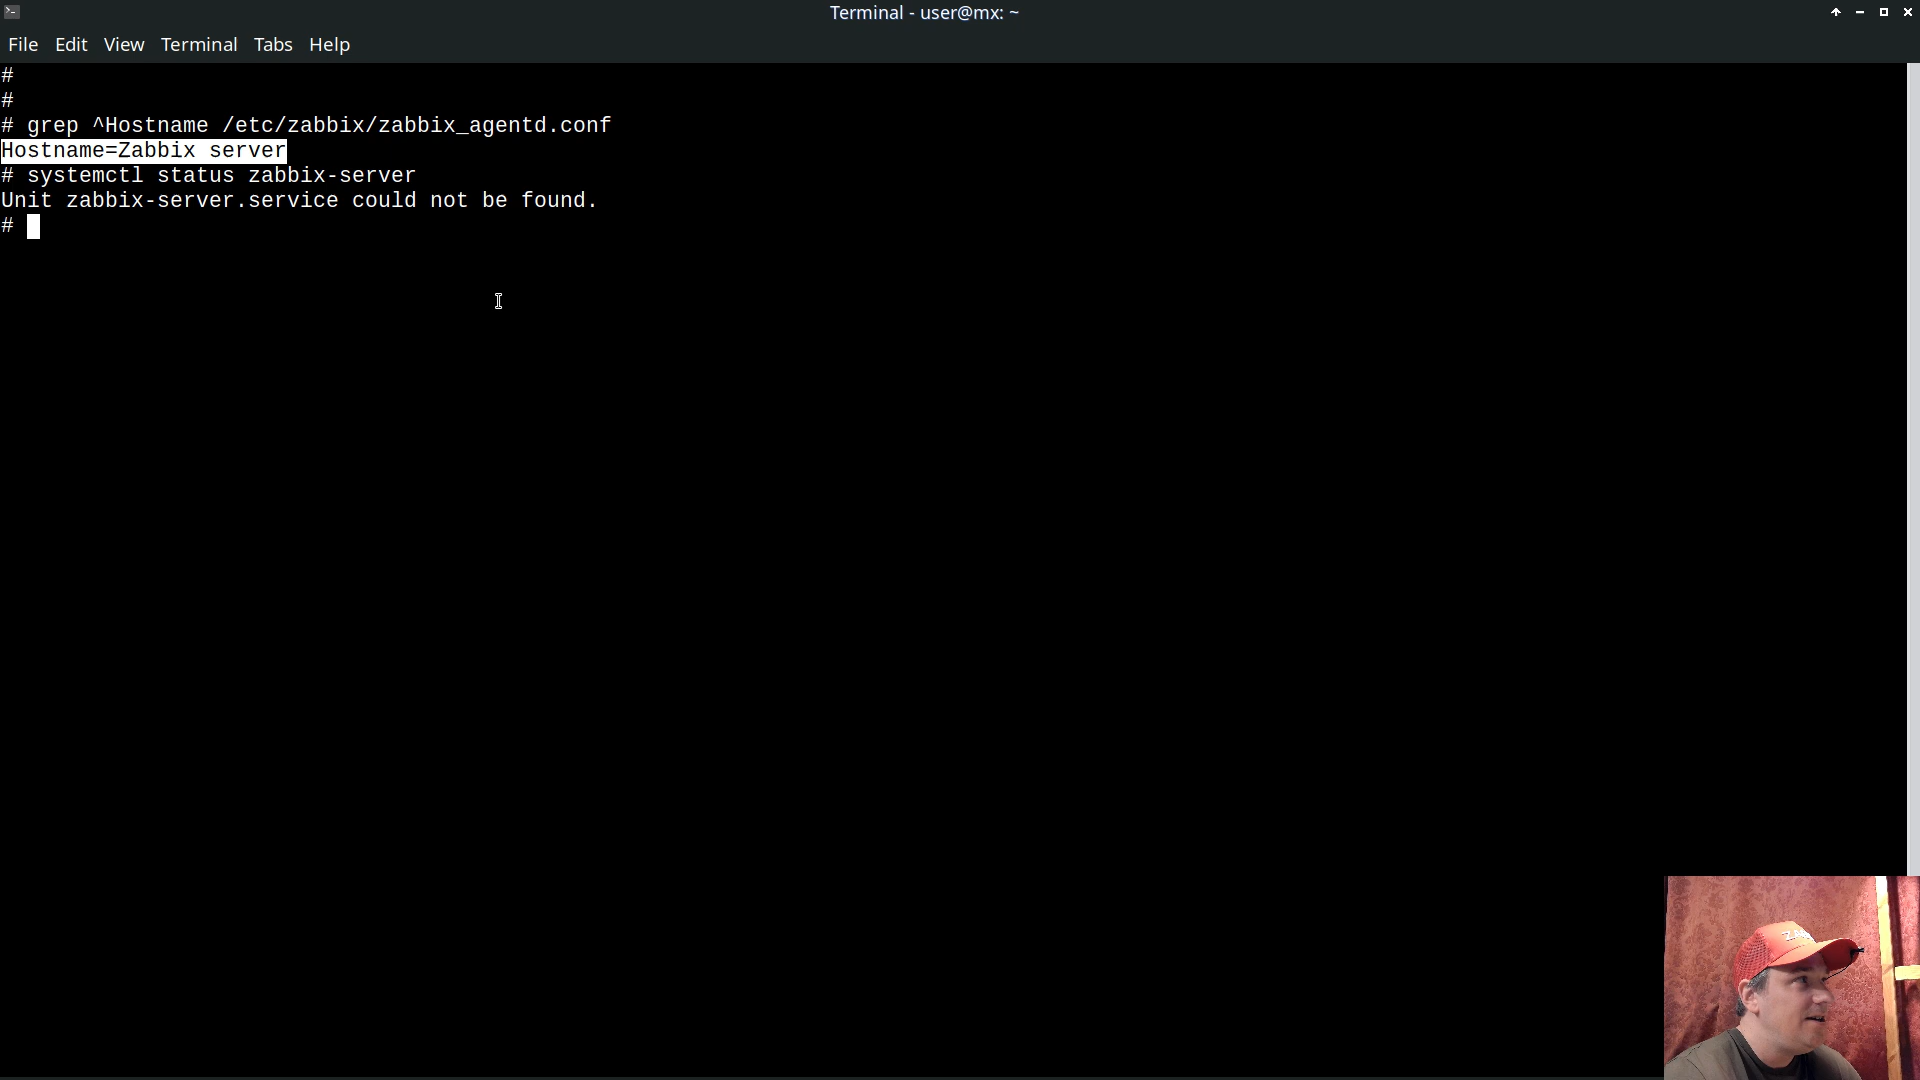 Terminal - user@mx: ~
File Edit View Terminal Tabs Help
#
#
# grep ^Hostname /etc/zabbix/zabbix_agentd.conf
Hostname=Zabbix server
# systemctl status zabbix-server
Unit zabbix-server.service could not be found.
#